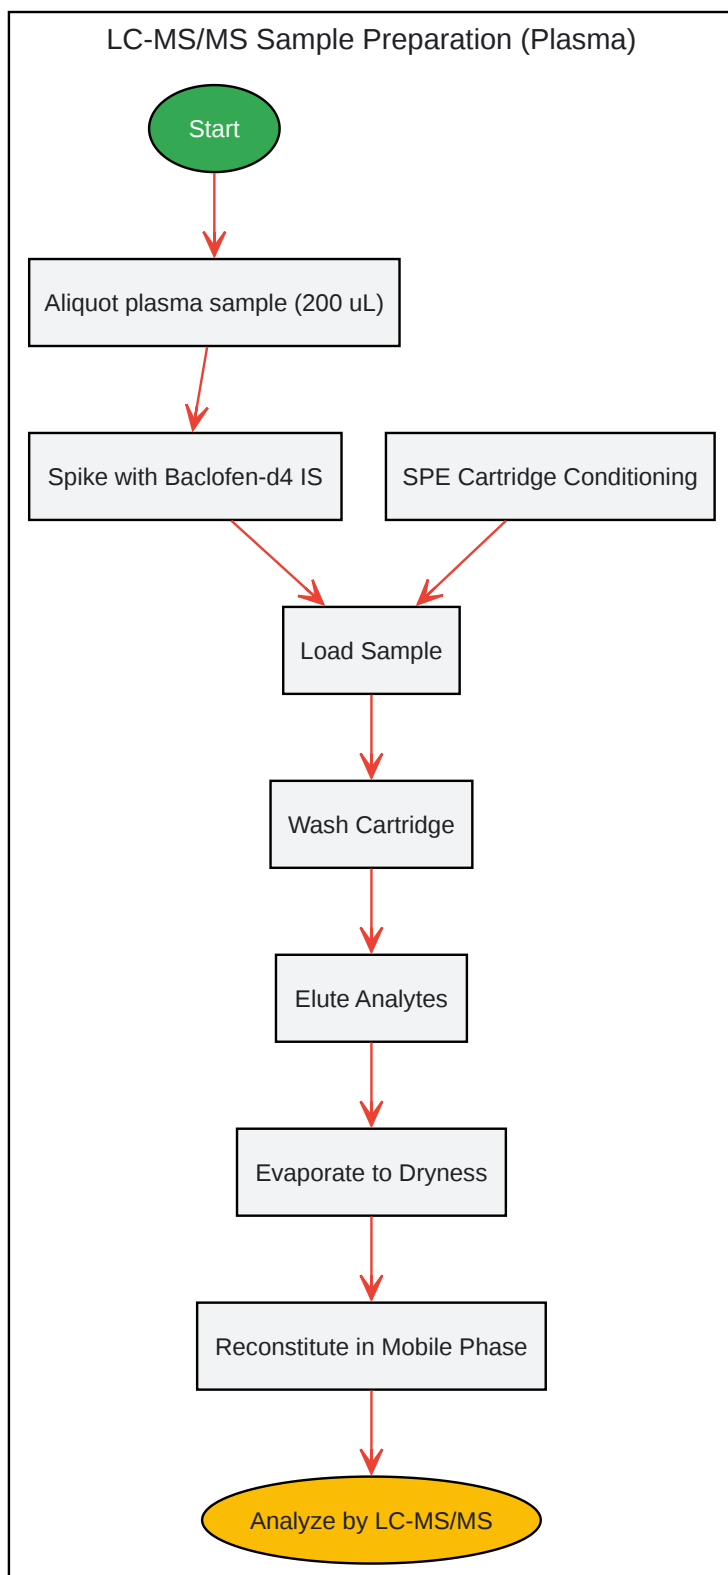 LC-MS/MS Sample Preparation (Plasma)
Start
Aliquot plasma sample (200 uL)
Spike with Baclofen-d4 IS
SPE Cartridge Conditioning
Load Sample
Wash Cartridge
Elute Analytes
Evaporate to Dryness
Reconstitute in Mobile Phase
Analyze by LC-MS/MS